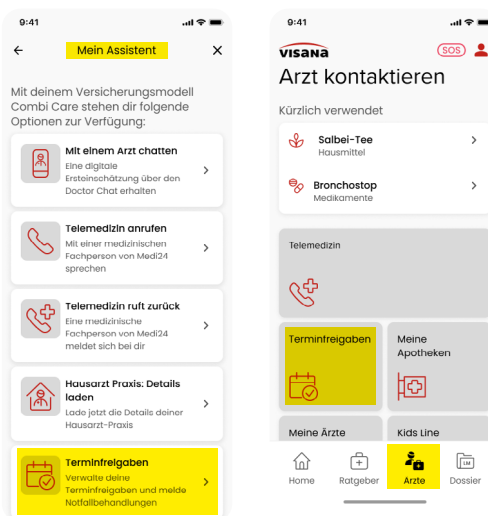 9:41
Mein Assistent
Mit deinem Versicherungsmodell
Combi Care stehen dir folgende
Optionen zur Verfügung:
Mit einem Arzt chatten
Eine digitale
Ersteinschätzung über den
Doctor Chat erhalten
Telemedizin anrufen
Mit einer medizinischen
Fachperson von Medi24
sprechen
Telemedizin ruft zurück
Eine medizinische
Fachperson von Medi24
meldet sich bei dir
Hausarzt Praxis: Details
laden
Lade jetzt die Details deiner
Hausarzt-Praxis
Terminfreigaben
Verwalte deine
Terminfreigaben und melde
Notfallbehandlungen
9:41
visana
SOS
Arzt kontaktieren
Kürzlich verwendet
Salbei-Tee
Hausmittel
Bronchostop
Medikamente
Telemedizin
Terminfreigaben
Meine
Apotheken
Meine Ärzte
Kids Line
Home
Ratgeber
Ärzte
Dossier